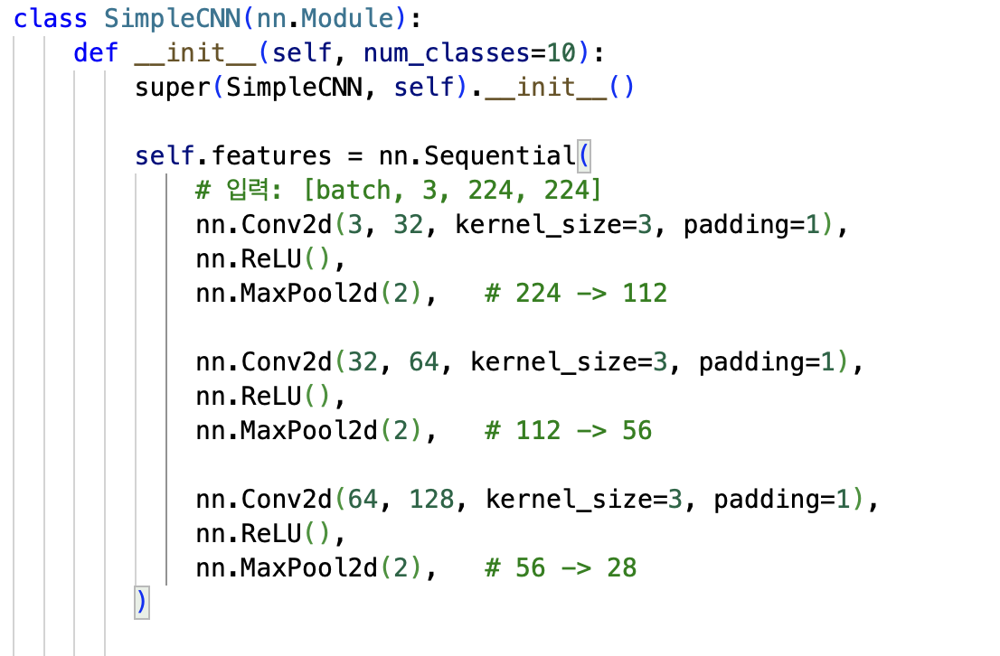 class SimpleCNN(nn.Module):
    def __init__(self, num_classes=10):
        super(SimpleCNN, self).__init__()

        self.features = nn.Sequential(
            # 입력: [batch, 3, 224, 224]
            nn.Conv2d(3, 32, kernel_size=3, padding=1),
            nn.ReLU(),
            nn.MaxPool2d(2),   # 224 -> 112

            nn.Conv2d(32, 64, kernel_size=3, padding=1),
            nn.ReLU(),
            nn.MaxPool2d(2),   # 112 -> 56

            nn.Conv2d(64, 128, kernel_size=3, padding=1),
            nn.ReLU(),
            nn.MaxPool2d(2),   # 56 -> 28
        )